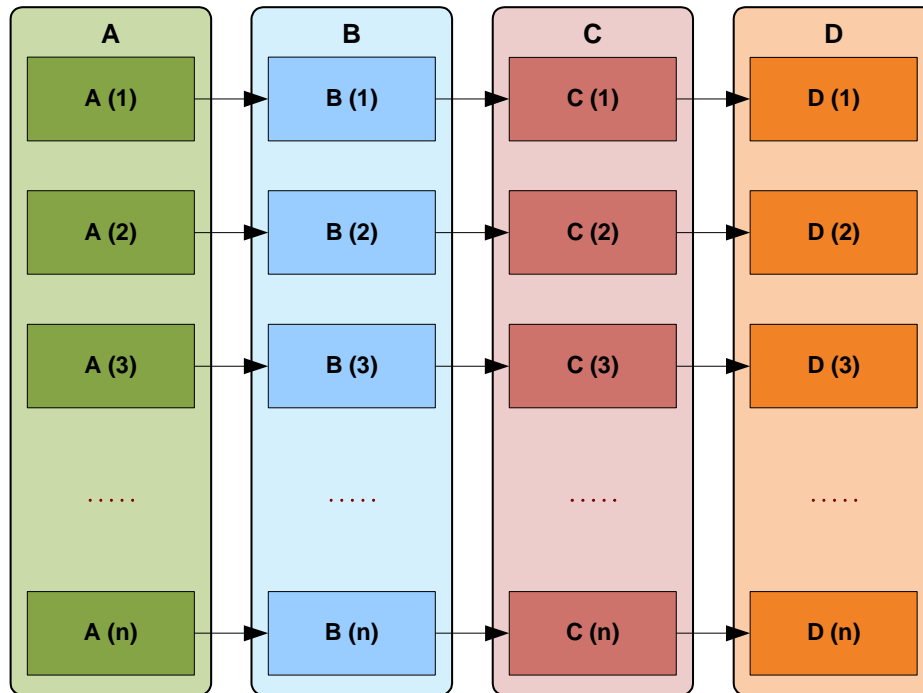 A B C D
A (1) B (1) C (1) D (1)
A (2) B (2) C (2) D (2)
A (3) B (3) C (3) D (3)
..... ..... ..... .....
A (n) B (n) C (n) D (n)